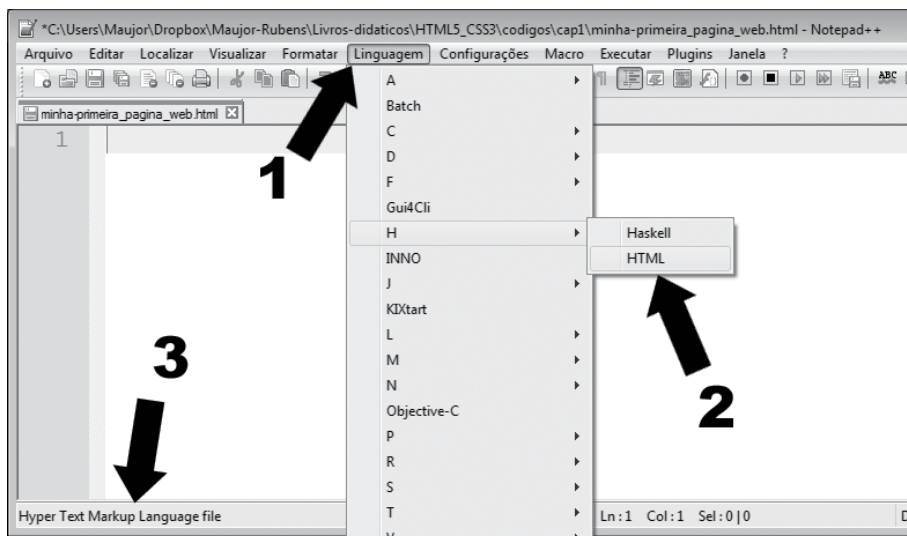 *C:\Users\Maujor\Dropbox\Maujor-Rubens\Livros-didaticos\HTML5_CSS3\codigos\cap1\minha-primeira_pagina_web.html - Notepad++
Arquivo Editar Localizar Visualizar Formatar Linguagem Configurações Macro Executar Plugins Janela ?
ABC
minha-primeira_pagina_web.html
1
A
Batch
C
D
F
Gui4Cli
H
Haskell
HTML
INNO
J
KIXtart
L
M
N
Objective-C
P
R
S
T
1
2
3
Hyper Text Markup Language file
Ln:1 Col:1 Sel:0|0